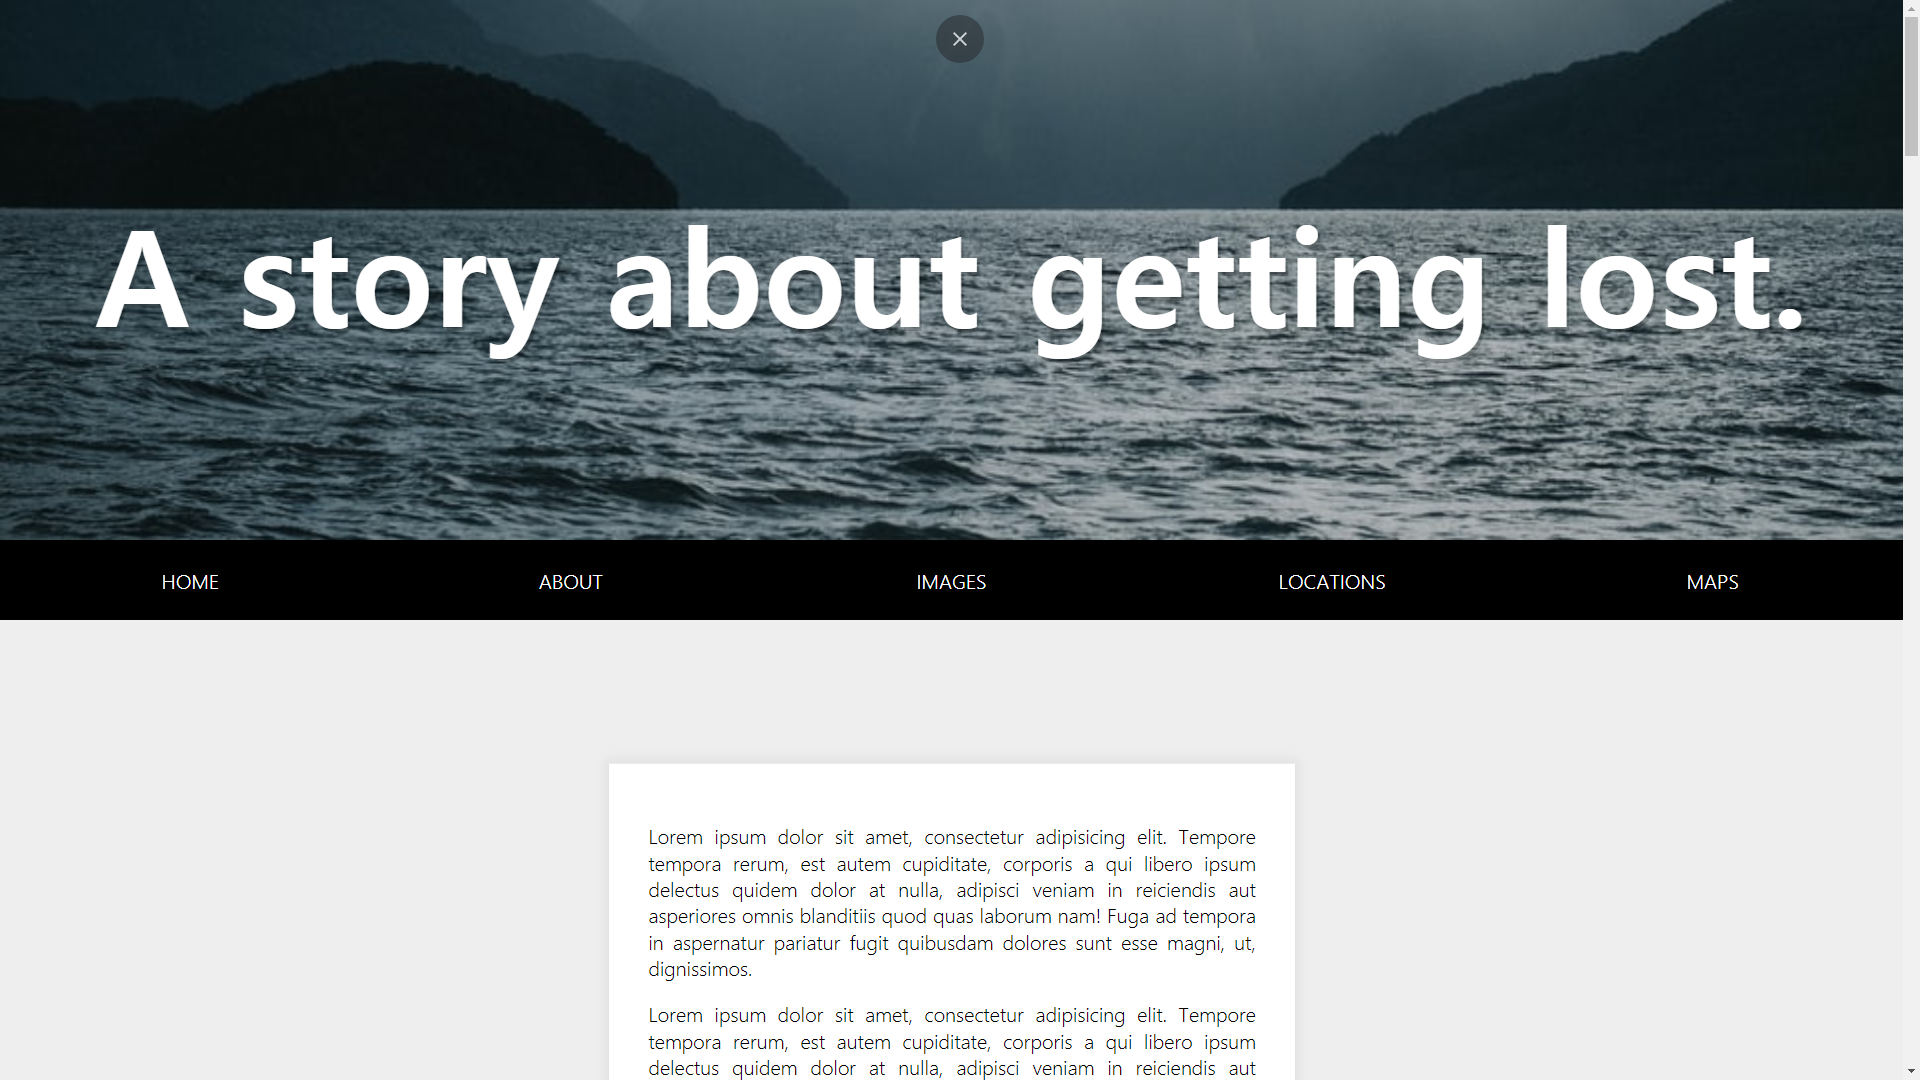 A story about getting lost.
HOME ABOUT IMAGES LOCATIONS MAPS
Lorem ipsum dolor sit amet, consectetur adipisicing elit. Tempore
tempora rerum, est autem cupiditate, corporis a qui libero ipsum
delectus quidem dolor at nulla, adipisci veniam in reiciendis aut
asperiores omnis blanditiis quod quas laborum nam! Fuga ad tempora
in aspernatur pariatur fugit quibusdam dolores sunt esse magni, ut,
dignissimos.
Lorem ipsum dolor sit amet, consectetur adipisicing elit. Tempore
tempora rerum, est autem cupiditate, corporis a qui libero ipsum
delectus quidem dolor at nulla, adipisci veniam in reiciendis aut